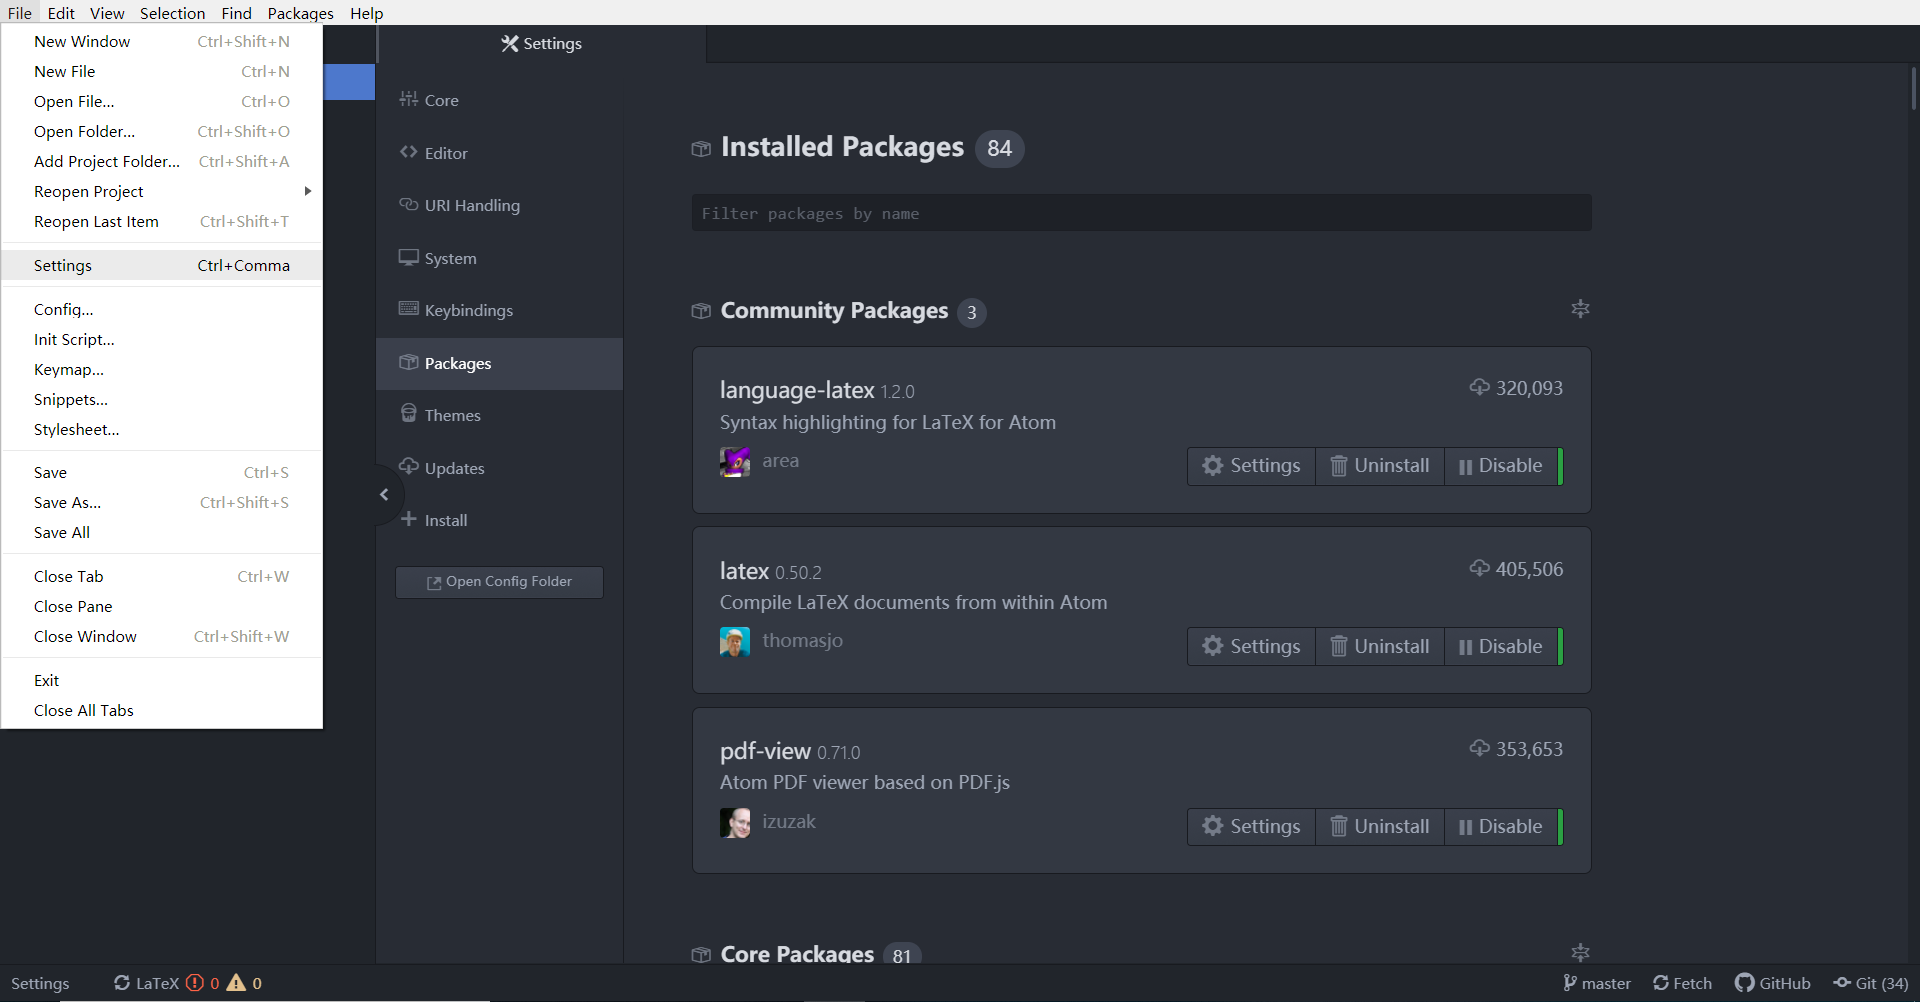 File Edit View Selection Find Packages Help
New Window Ctrl+Shift+N
New File Ctrl+N
Open File... Ctrl+O
Open Folder... Ctrl+Shift+O
Add Project Folder... Ctrl+Shift+A
Reopen Project
Reopen Last Item Ctrl+Shift+T
Settings Ctrl+Comma
Config...
Init Script...
Keymap...
Snippets...
Stylesheet...
Save Ctrl+S
Save As... Ctrl+Shift+S
Save All
Close Tab Ctrl+W
Close Pane
Close Window Ctrl+Shift+W
Exit
Close All Tabs
Settings
Core
Editor
URI Handling
System
Keybindings
Packages
Themes
Updates
Install
Open Config Folder
Installed Packages 84
Filter packages by name
Community Packages 3
language-latex 1.2.0 320,093
Syntax highlighting for LaTeX for Atom
area Settings Uninstall Disable
latex 0.50.2 405,506
Compile LaTeX documents from within Atom
thomasjo Settings Uninstall Disable
pdf-view 0.71.0 353,653
Atom PDF viewer based on PDF.js
izuzak Settings Uninstall Disable
Core Packages 81
Settings LaTeX 0 0 master Fetch GitHub Git (34)